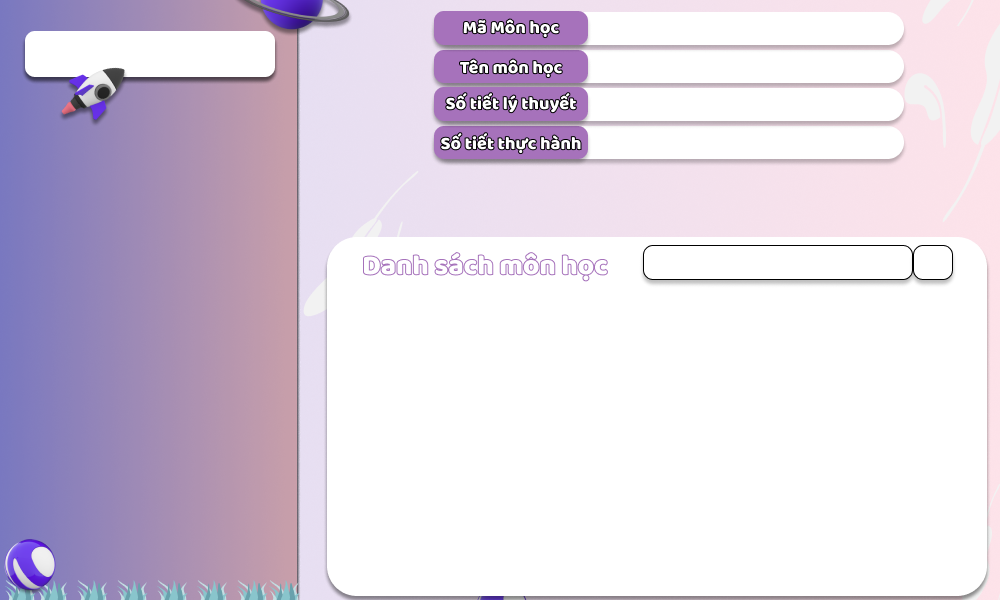 Mã Môn học
Tên môn học
Số tiết lý thuyết
Số tiết thực hành
Danh sách môn học